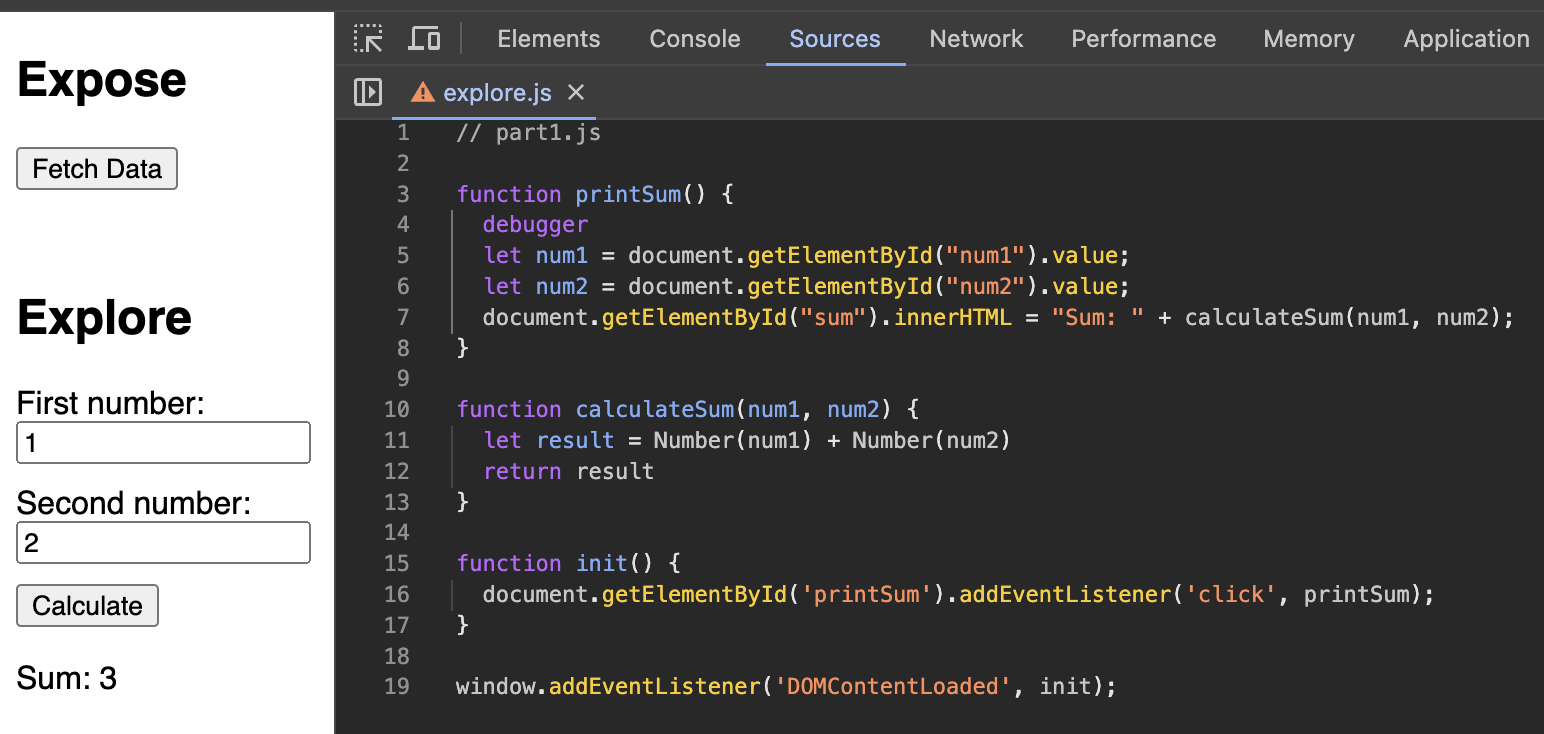 Expose
Fetch Data
Explore
First number:
1
Second number:
2
Calculate
Sum: 3
Elements Console Sources Network Performance Memory Application
explore.js
1 // part1.js
2
3 function printSum() {
4 debugger
5 let num1 = document.getElementById("num1").value;
6 let num2 = document.getElementById("num2").value;
7 document.getElementById("sum").innerHTML = "Sum: " + calculateSum(num1, num2);
8 }
9
10 function calculateSum(num1, num2) {
11 let result = Number(num1) + Number(num2)
12 return result
13 }
14
15 function init() {
16 document.getElementById('printSum').addEventListener('click', printSum);
17 }
18
19 window.addEventListener('DOMContentLoaded', init);